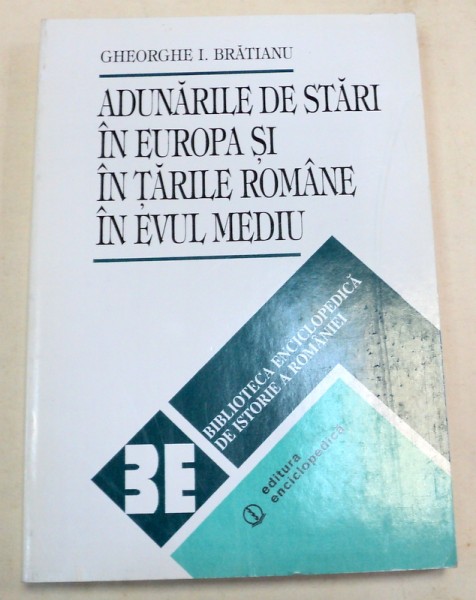 GHEORGHE I. BRĂTIANU
ADUNĂRILE DE STĂRI
ÎN EUROPA ȘI
ÎN ȚĂRILE ROMÂNE
ÎN EVUL MEDIU
BIBLIOTECA ENCICLOPEDICĂ
DE ISTORIE A ROMÂNIEI
3E
editura
enciclopedică